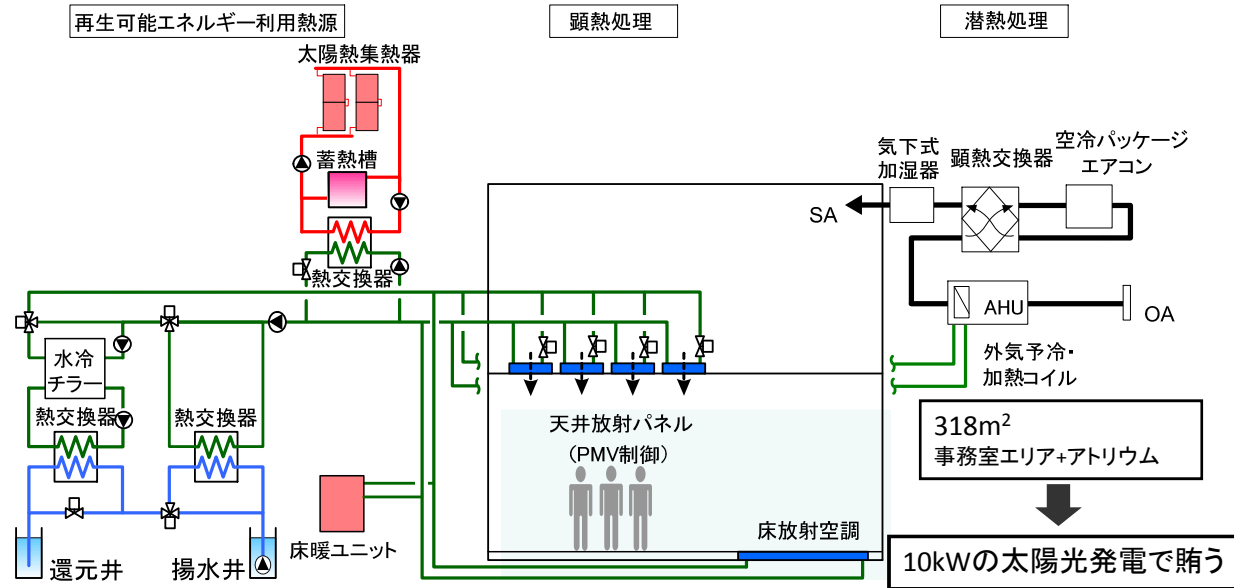 再生可能エネルギー利用熱源
顕熱処理
潜熱処理
太陽熱集熱器
蓄熱槽
熱交換器
気下式
加湿器
顕熱交換器
空冷パッケージ
エアコン
SA
AHU
OA
外気予冷・
加熱コイル
水冷
チラー
熱交換器
熱交換器
天井放射パネル
（PMV制御）
318m²
事務室エリア+アトリウム
床暖ユニット
床放射空調
還元井
揚水井
10kWの太陽光発電で賄う